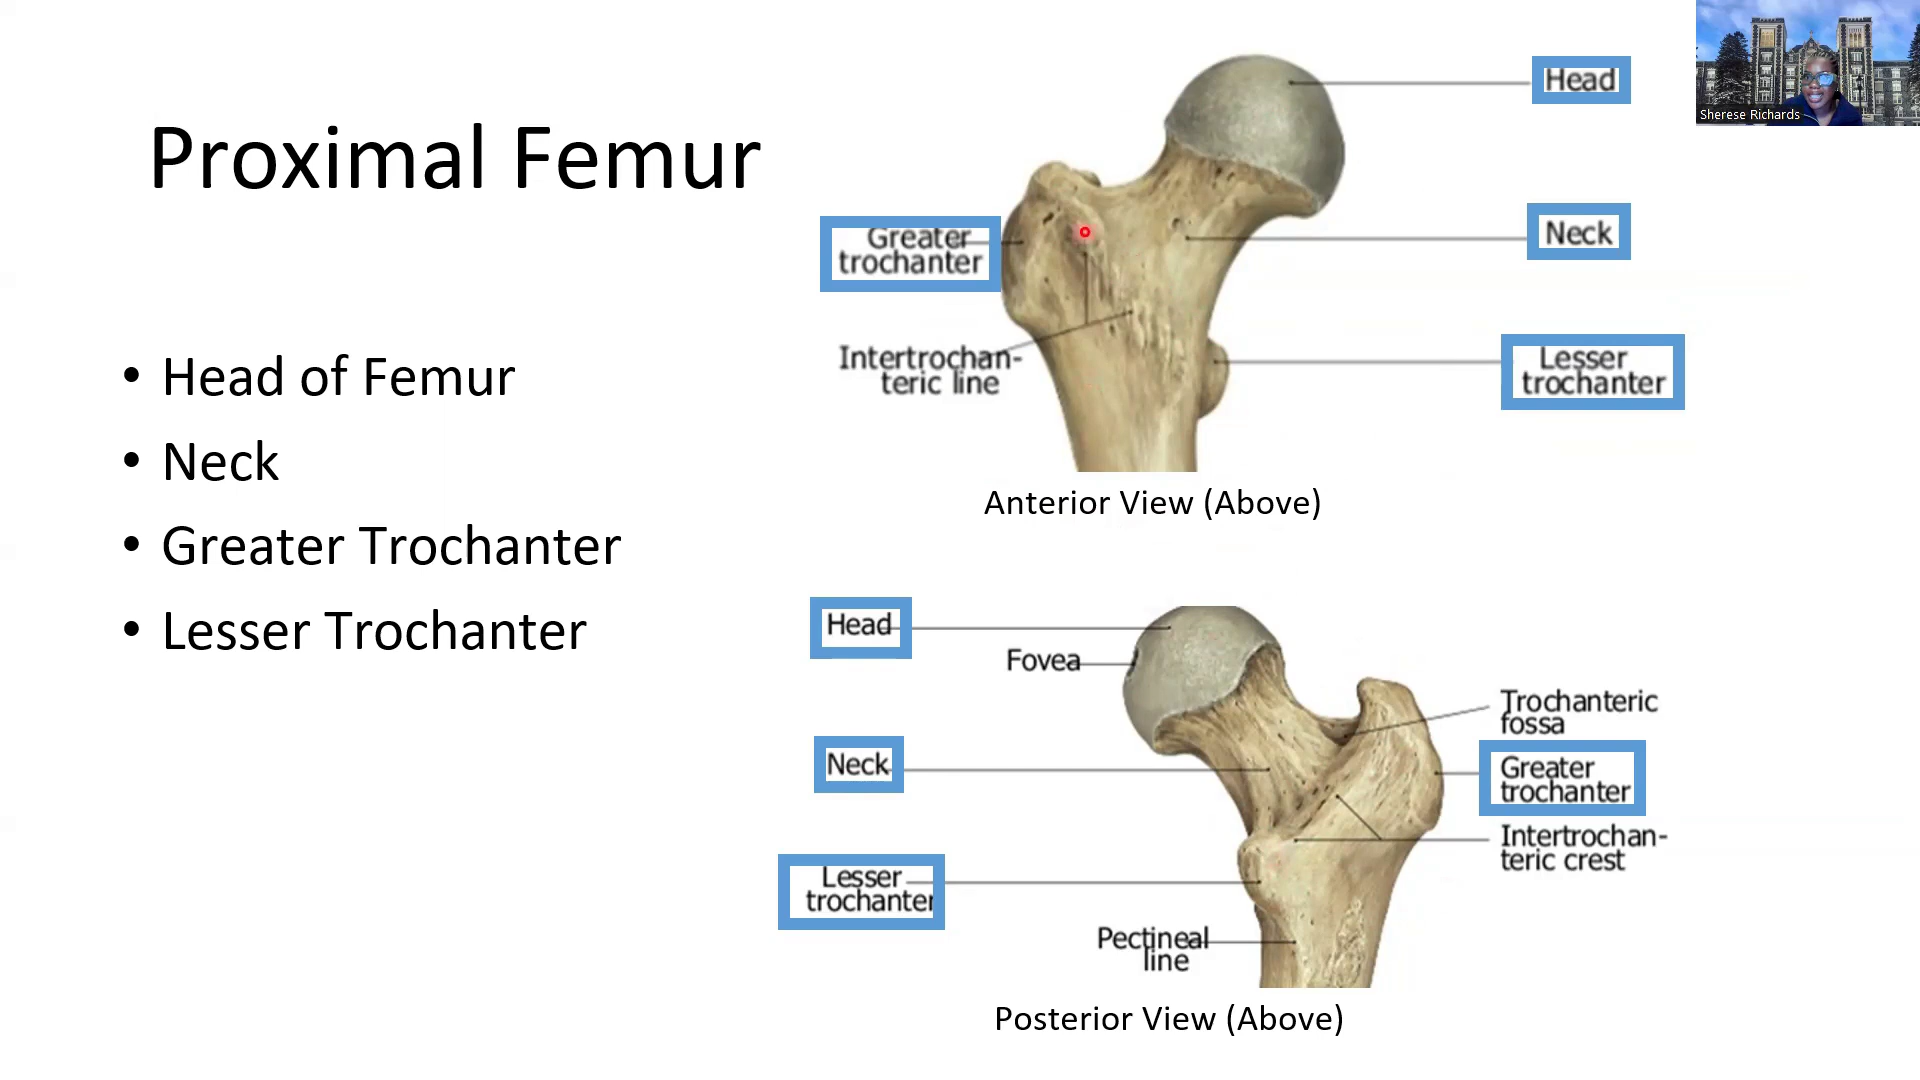 Proximal Femur
• Head of Femur
• Neck
• Greater Trochanter
• Lesser Trochanter
Head
Neck
Greater
trochanter
Lesser
trochanter
Intertrochan-
teric line
Anterior View (Above)
Head
Fovea
Neck
Lesser
trochanter
Pectineal
line
Trochanteric
fossa
Greater
trochanter
Intertrochan-
teric crest
Posterior View (Above)
Sherese Richards